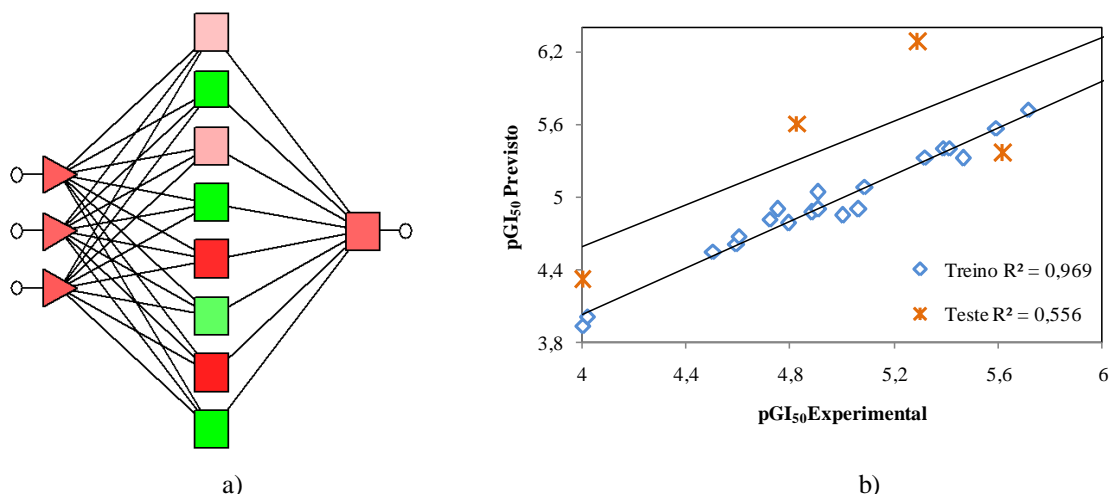 6,2
5,6
5
4,4
3,8
pGI₅₀ Previsto
Treino R² = 0,969
Teste R² = 0,556
4
4,4
4,8
5,2
5,6
6
pGI₅₀Experimental
a)
b)